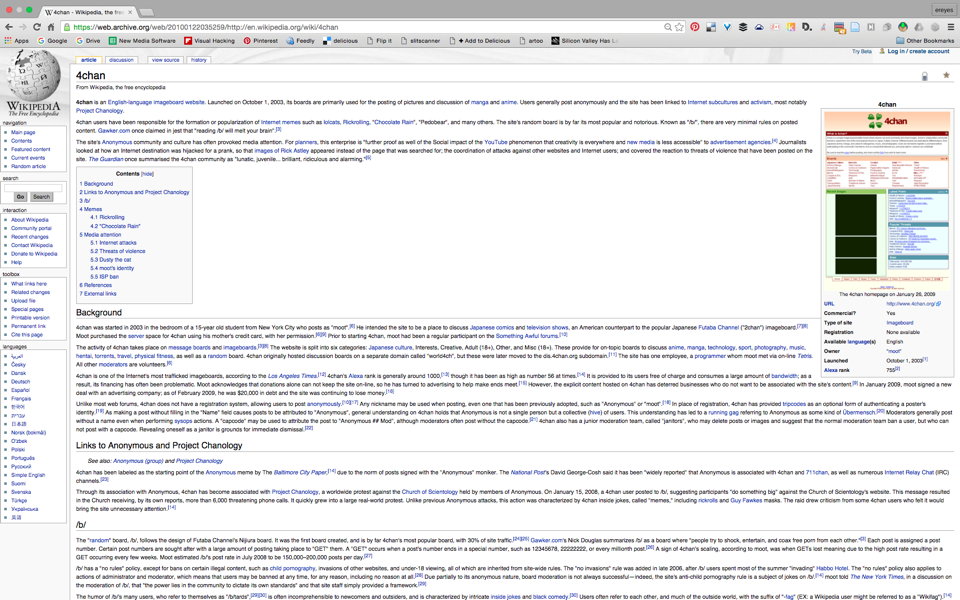 W 4chan - Wikipedia, the free
ereyes
https://web.archive.org/web/20100122035259/http://en.wikipedia.org/wiki/4chan
Apps Google Drive New Media Software Visual Hacking Pinterest Feedly delicious Flip it slitscanner + Add to Delicious artoo Silicon Valley Has Lo Other Bookmarks
Try Beta Log in / create account
article discussion view source history
WIKIPEDIA
The Free Encyclopedia
navigation
Main page
Contents
Featured content
Current events
Random article
search
Go Search
interaction
About Wikipedia
Community portal
Recent changes
Contact Wikipedia
Donate to Wikipedia
Help
toolbox
What links here
Related changes
Upload file
Special pages
Printable version
Permanent link
Cite this page
languages
العربية
Česky
Dansk
Deutsch
Español
Français
한국어
עברית
日本語
Norsk (bokmål)
O'zbek
Polski
Português
Русский
Simple English
Suomi
Svenska
Türkçe
Українська
吴语
4chan
From Wikipedia, the free encyclopedia
4chan is an English-language imageboard website. Launched on October 1, 2003, its boards are primarily used for the posting of pictures and discussion of manga and anime. Users generally post anonymously and the site has been linked to Internet subcultures and activism, most notably
Project Chanology.
4chan users have been responsible for the formation or popularization of Internet memes such as lolcats, Rickrolling, "Chocolate Rain", "Pedobear", and many others. The site's random board is by far its most popular and notorious. Known as "/b/", there are very minimal rules on posted
content. Gawker.com once claimed in jest that "reading /b/ will melt your brain".[3]
The site's Anonymous community and culture has often provoked media attention. For planners, this enterprise is "further proof as well of the Social impact of the YouTube phenomenon that creativity is everywhere and new media is less accessible" to advertisement agencies.[4] Journalists
looked at how an Internet destination was hijacked for a prank, so that images of Rick Astley appeared instead of the page that was searched for; the coordination of attacks against other websites and Internet users; and covered the reaction to threats of violence that have been posted on
the site. The Guardian once summarised the 4chan community as "lunatic, juvenile... brilliant, ridiculous and alarming."[5]
Contents [hide]
1 Background
2 Links to Anonymous and Project Chanology
3 /b/
4 Memes
4.1 Rickrolling
4.2 "Chocolate Rain"
5 Media attention
5.1 Internet attacks
5.2 Threats of violence
5.3 Dusty the cat
5.4 moot's identity
5.5 ISP ban
6 References
7 External links
4chan
4chan
The 4chan homepage on January 26, 2009
URL http://www.4chan.org/
Commercial? Yes
Type of site Imageboard
Registration None available
Available language(s) English
Owner "moot"
Launched October 1, 2003[1]
Alexa rank 755[2]
Background
4chan was started in 2003 in the bedroom of a 15-year old student from New York City who posts as "moot".[6] He intended the site to be a place to discuss Japanese comics and television shows, an American counterpart to the popular Japanese Futaba Channel ("2chan") imageboard.[7][8]
Moot purchased the server space for 4chan using his mother's credit card, with her permission.[6][9] Prior to starting 4chan, moot had been a regular participant on the Something Awful forums.[10]
The activity of 4chan takes place on message boards and imageboards.[3][9] The website is split into six categories: Japanese culture, Interests, Creative, Adult (18+), Other, and Misc (18+). These provide for on-topic boards to discuss anime, manga, technology, sport, photography, music,
hentai, torrents, travel, physical fitness, as well as a random board. 4chan originally hosted discussion boards on a separate domain called "world4ch", but these were later moved to the dis.4chan.org subdomain.[11] The site has one employee, a programmer whom moot met via on-line Tetris.
All other moderators are volunteers.[8]
4chan is one of the Internet's most trafficked imageboards, according to the Los Angeles Times.[12] 4chan's Alexa rank is generally around 1000,[13] though it has been as high as number 56 at times.[14] It is provided to its users free of charge and consumes a large amount of bandwidth; as a
result, its financing has often been problematic. Moot acknowledges that donations alone can not keep the site on-line, so he has turned to advertising to help make ends meet.[15] However, the explicit content hosted on 4chan has deterred businesses who do not want to be associated with the site's content.[9] In January 2009, moot signed a new
deal with an advertising company; as of February 2009, he was $20,000 in debt and the site was continuing to lose money.[16]
Unlike most web forums, 4chan does not have a registration system, allowing users to post anonymously.[10][17] Any nickname may be used when posting, even one that has been previously adopted, such as "Anonymous" or "moot".[18] In place of registration, 4chan has provided tripcodes as an optional form of authenticating a poster's
identity.[19] As making a post without filling in the "Name" field causes posts to be attributed to "Anonymous", general understanding on 4chan holds that Anonymous is not a single person but a collective (hive) of users. This understanding has led to a running gag referring to Anonymous as some kind of Übermensch.[20] Moderators generally post
without a name even when performing sysops actions. A "capcode" may be used to attribute the post to "Anonymous ## Mod", although moderators often post without the capcode.[21] 4chan also has a junior moderation team, called "janitors", who may delete posts or images and suggest that the normal moderation team ban a user, but who can
not post with a capcode. Revealing oneself as a janitor is grounds for immediate dismissal.[22]
Links to Anonymous and Project Chanology
See also: Anonymous (group) and Project Chanology
4chan has been labeled as the starting point of the Anonymous meme by The Baltimore City Paper,[14] due to the norm of posts signed with the "Anonymous" moniker. The National Post's David George-Cosh said it has been "widely reported" that Anonymous is associated with 4chan and 711chan, as well as numerous Internet Relay Chat (IRC)
channels.[23]
Through its association with Anonymous, 4chan has become associated with Project Chanology, a worldwide protest against the Church of Scientology held by members of Anonymous. On January 15, 2008, a 4chan user posted to /b/, suggesting participants "do something big" against the Church of Scientology's website. This message resulted
in the Church receiving, by its own reports, more than 6,000 threatening phone calls. It quickly grew into a large real-world protest. Unlike previous Anonymous attacks, this action was characterized by 4chan inside jokes, called "memes," including rickrolls and Guy Fawkes masks. The raid drew criticism from some 4chan users who felt it would
bring the site unnecessary attention.[14]
/b/
The "random" board, /b/, follows the design of Futaba Channel's Nijiura board. It was the first board created, and is by far 4chan's most popular board, with 30% of site traffic.[24][25] Gawker.com's Nick Douglas summarizes /b/ as a board where "people try to shock, entertain, and coax free porn from each other."[3] Each post is assigned a post
number. Certain post numbers are sought after with a large amount of posting taking place to "GET" them. A "GET" occurs when a post's number ends in a special number, such as 12345678, 22222222, or every millionth post.[26] A sign of 4chan's scaling, according to moot, was when GETs lost meaning due to the high post rate resulting in a
GET occurring every few weeks. Moot estimated /b/'s post rate in July 2008 to be 150,000–200,000 posts per day.[27]
/b/ has a "no rules" policy, except for bans on certain illegal content, such as child pornography, invasions of other websites, and under-18 viewing, all of which are inherited from site-wide rules. The "no invasions" rule was added in late 2006, after /b/ users spent most of the summer "invading" Habbo Hotel. The "no rules" policy also applies to
actions of administrator and moderator, which means that users may be banned at any time, for any reason, including no reason at all.[28] Due partially to its anonymous nature, board moderation is not always successful—indeed, the site's anti-child pornography rule is a subject of jokes on /b/.[14] moot told The New York Times, in a discussion on
the moderation of /b/, that "the power lies in the community to dictate its own standards" and that site staff simply provided a framework.[29]
The humor of /b/'s many users, who refer to themselves as "/b/tards",[29][30] is often incomprehensible to newcomers and outsiders, and is characterized by intricate inside jokes and black comedy.[30] Users often refer to each other, and much of the outside world, with the suffix of "-fag" (EX: a Wikipedia user might be referred to as a "Wikifag").[14]